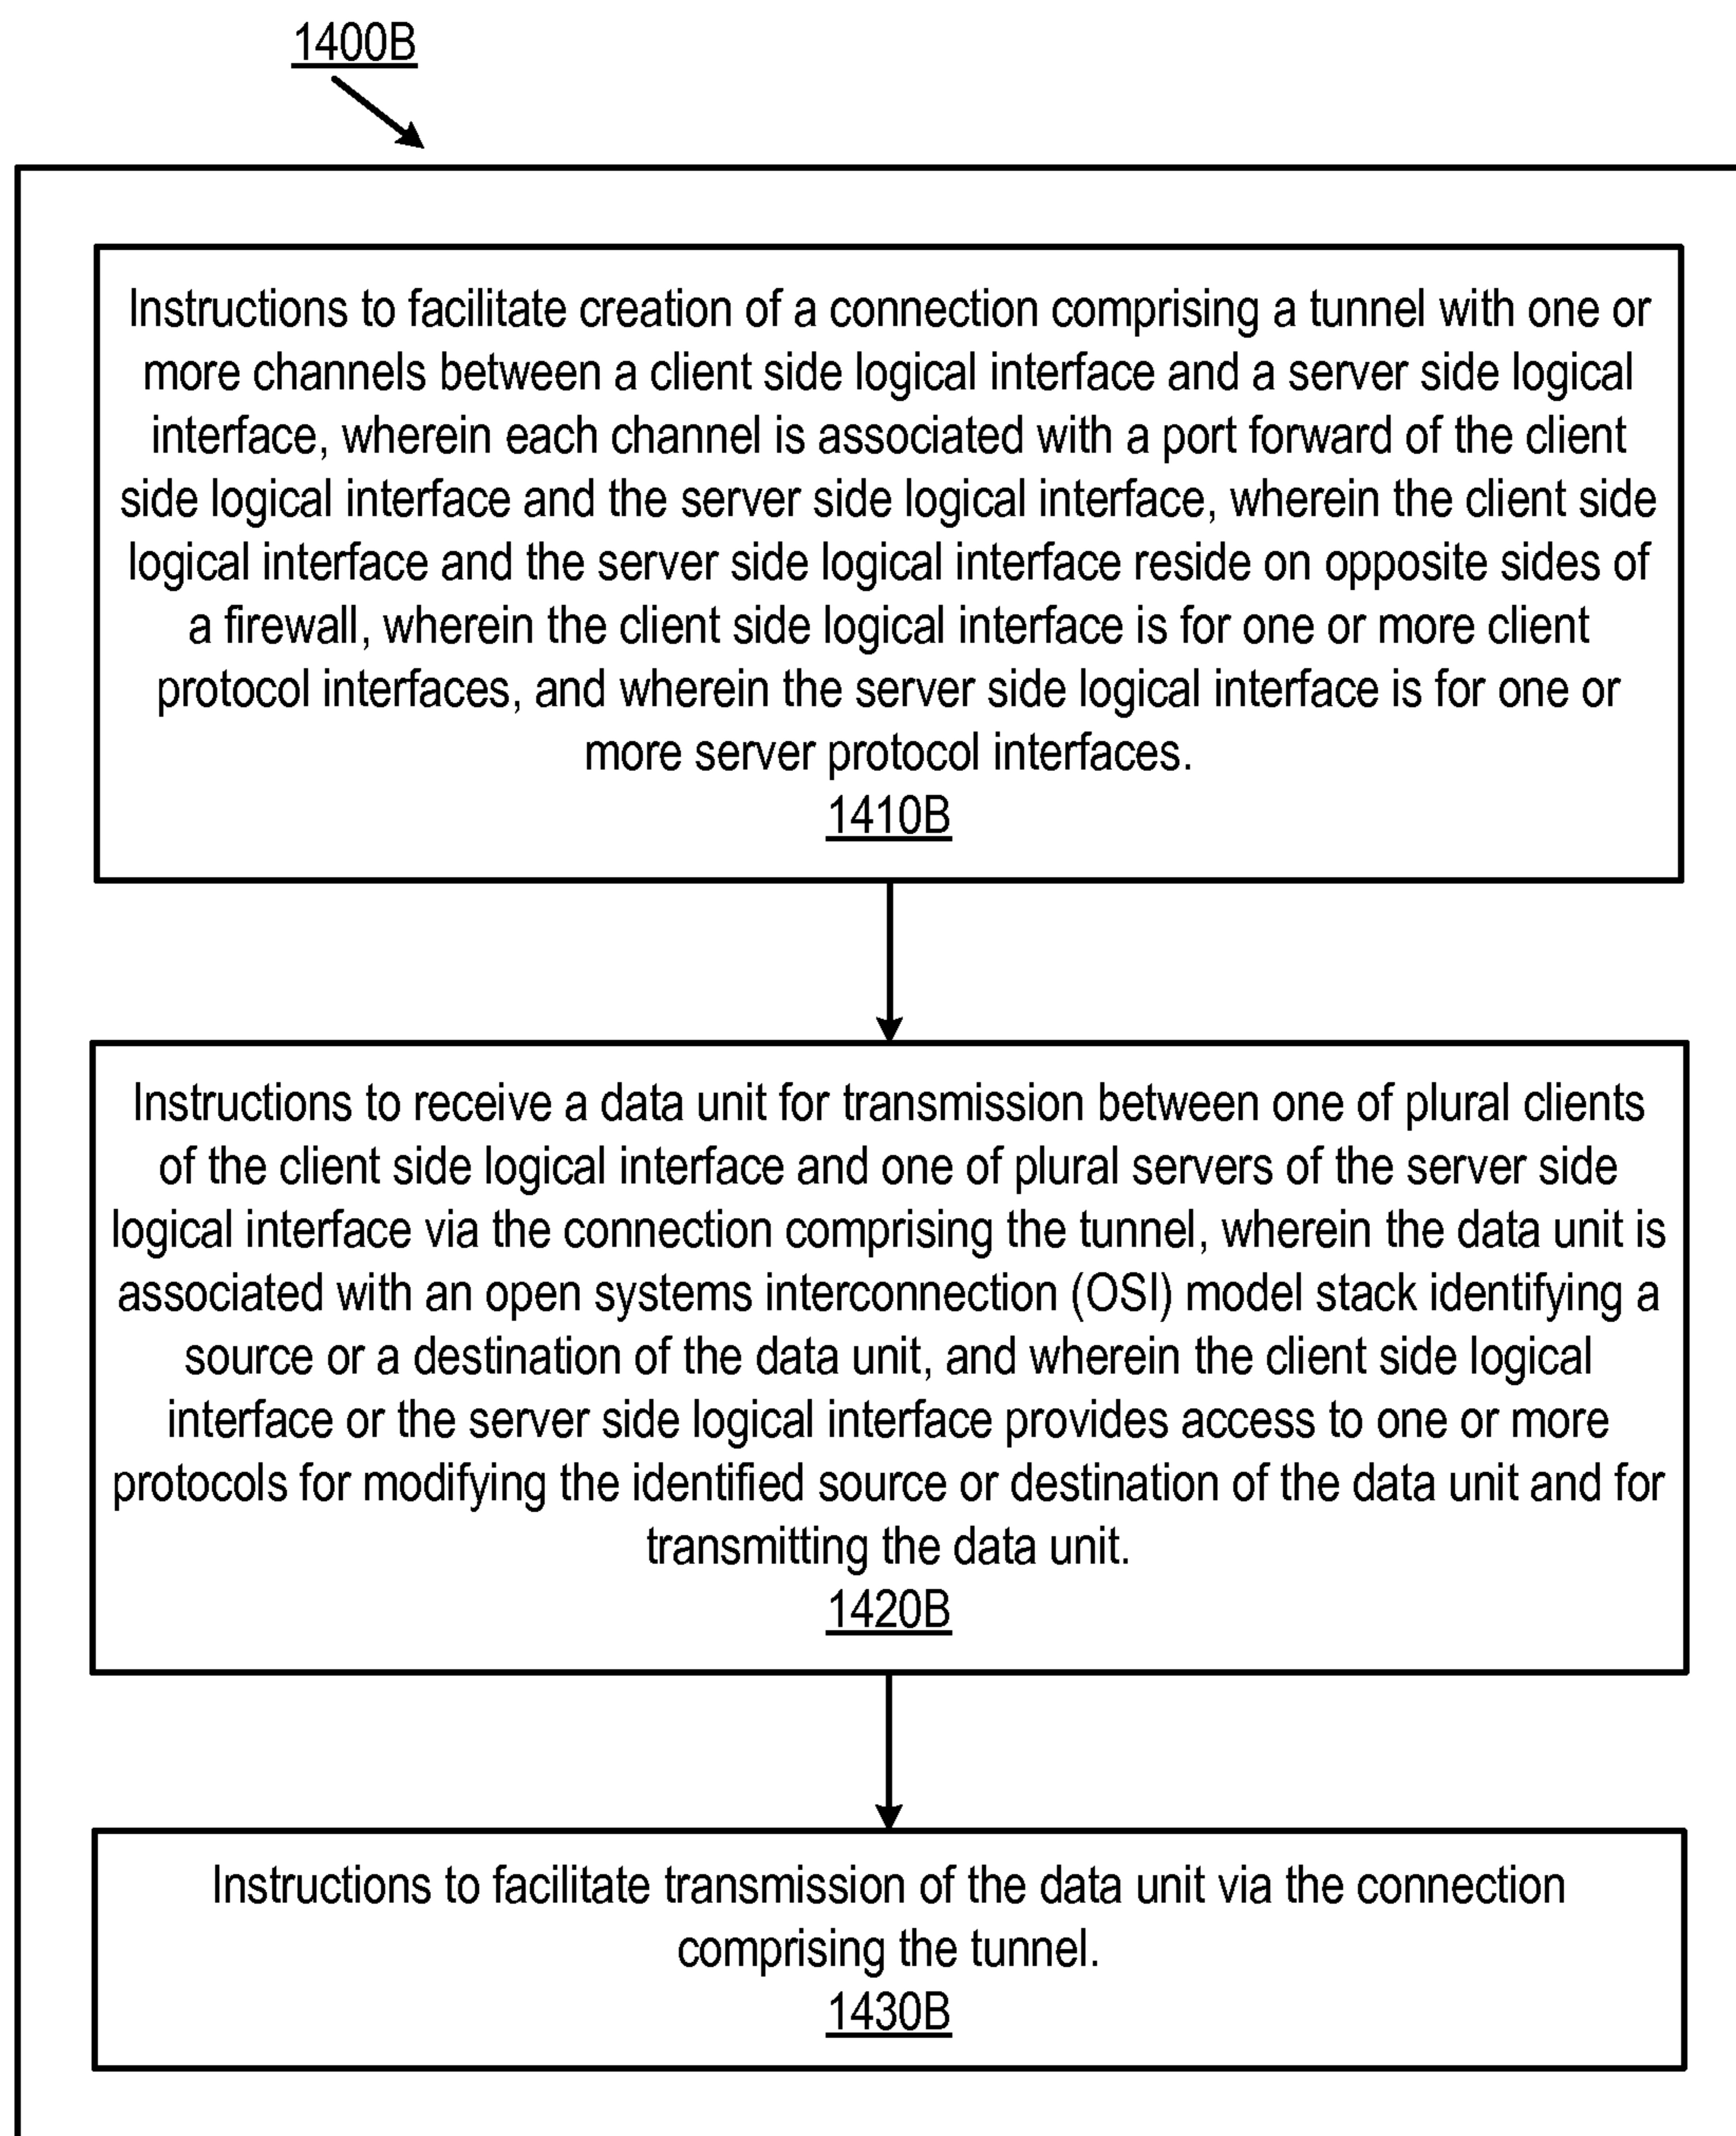 1400B
Instructions to facilitate creation of a connection comprising a tunnel with one or
more channels between a client side logical interface and a server side logical
interface, wherein each channel is associated with a port forward of the client
side logical interface and the server side logical interface, wherein the client side
logical interface and the server side logical interface reside on opposite sides of
a firewall, wherein the client side logical interface is for one or more client
protocol interfaces, and wherein the server side logical interface is for one or
more server protocol interfaces.
1410B
Instructions to receive a data unit for transmission between one of plural clients
of the client side logical interface and one of plural servers of the server side
logical interface via the connection comprising the tunnel, wherein the data unit is
associated with an open systems interconnection (OSI) model stack identifying a
source or a destination of the data unit, and wherein the client side logical
interface or the server side logical interface provides access to one or more
protocols for modifying the identified source or destination of the data unit and for
transmitting the data unit.
1420B
Instructions to facilitate transmission of the data unit via the connection
comprising the tunnel.
1430B